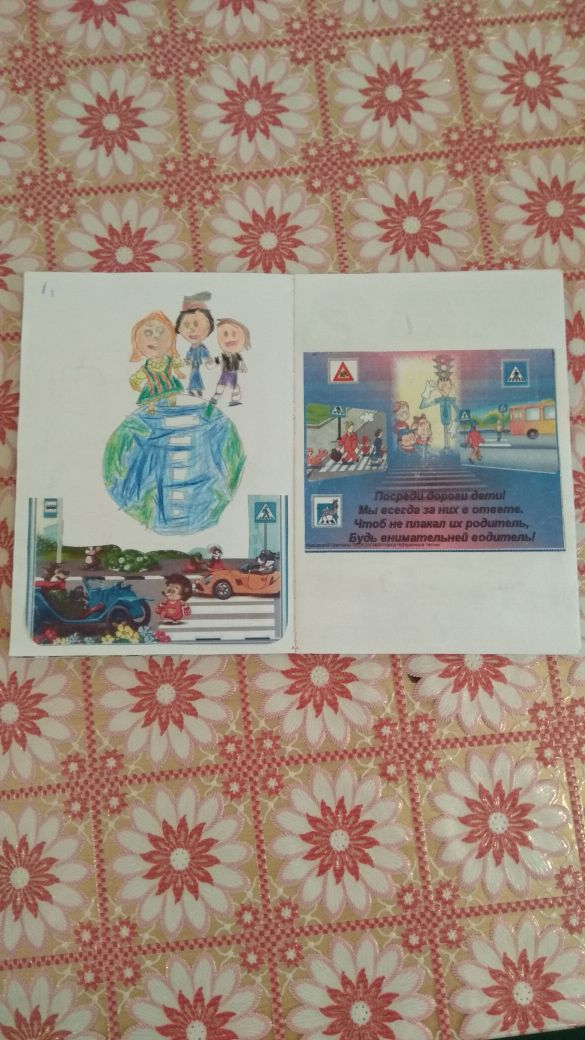 Посреди дороги дети!
Мы всегда за них в ответе.
Чтоб не плакал их родитель,
Будь внимательней водитель!